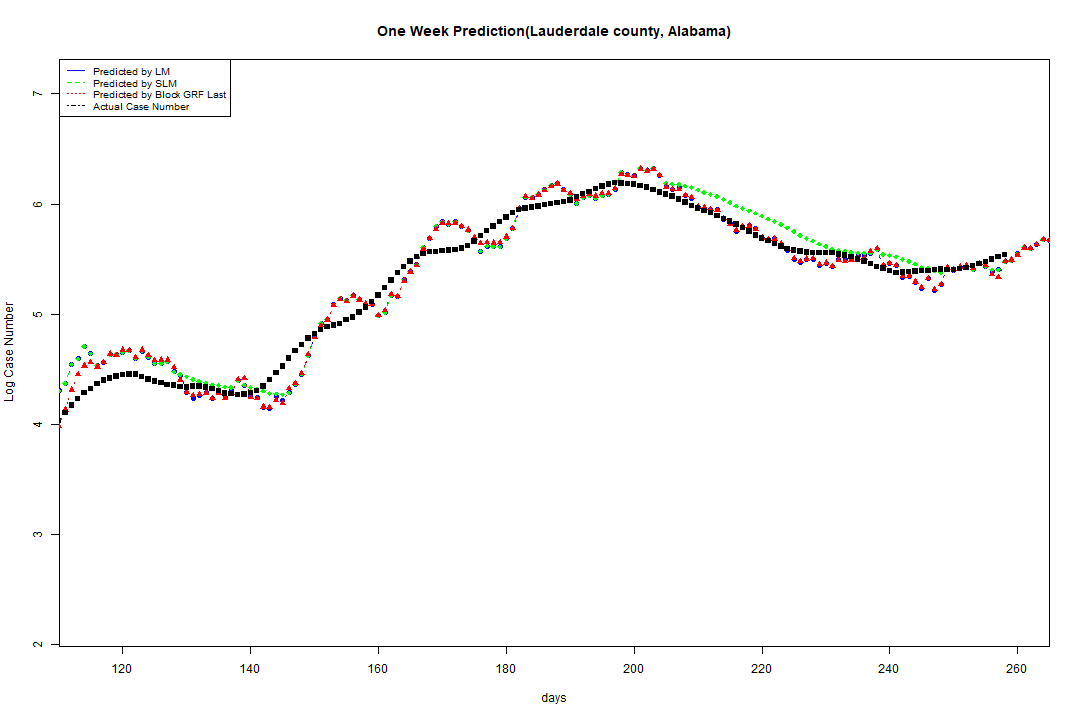 One Week Prediction(Lauderdale county, Alabama)
Predicted by LM
Predicted by SLM
Predicted by Block GRF Last
Actual Case Number
7
6
5
4
3
2
Log Case Number
120 140 160 180 200 220 240 260
days